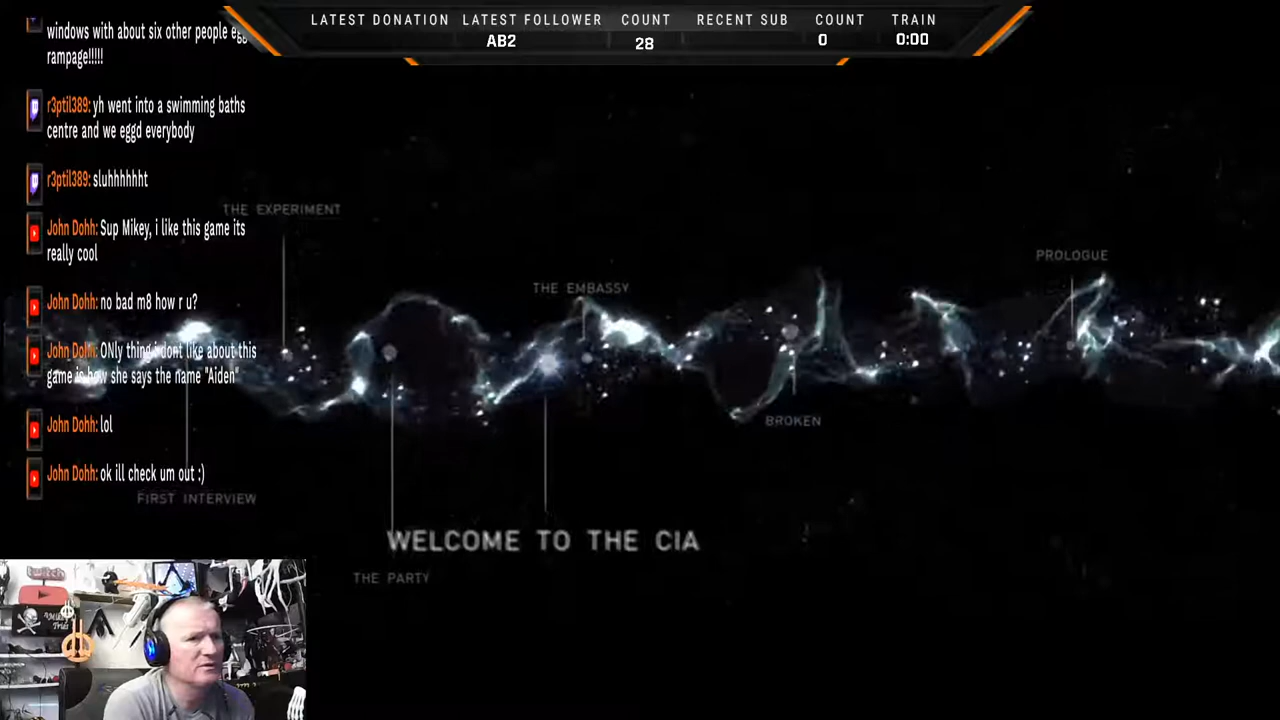 LATEST DONATION LATEST FOLLOWER COUNT RECENT SUB COUNT TRAIN
AB2 28 0 0:00
windows with about six other people egg
rampage!!!!!
r3ptil389: yh went into a swimming baths
centre and we eggd everybody
r3ptil389: sluhhhhhht
John Dohh: Sup Mikey, i like this game its
really cool
John Dohh: no bad m8 how r u?
John Dohh: ONly thing i dont like about this
game is how she says the name "Aiden"
John Dohh: lol
John Dohh: ok ill check um out :)
THE EXPERIMENT
THE EMBASSY
PROLOGUE
BROKEN
FIRST INTERVIEW
WELCOME TO THE CIA
THE PARTY
twitch